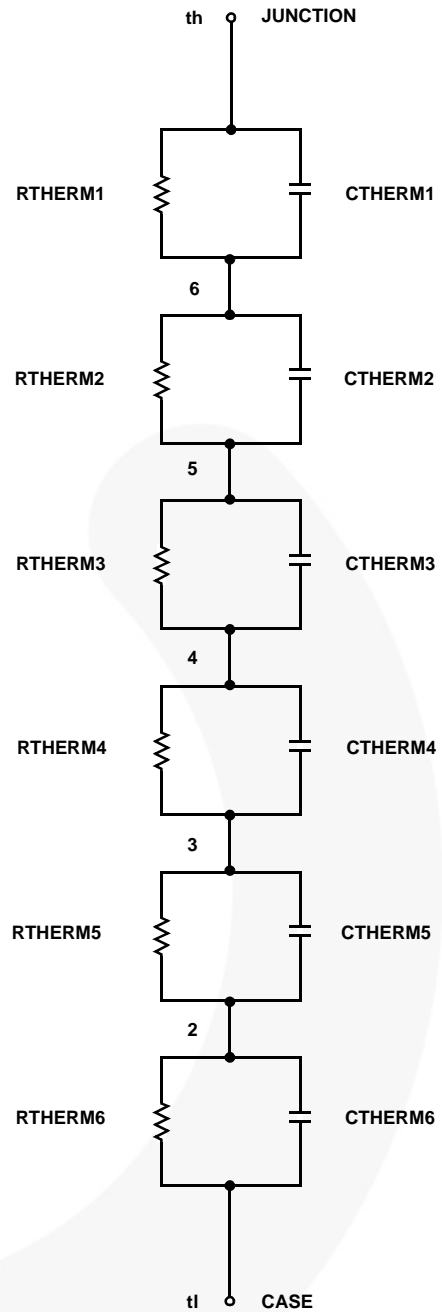 th JUNCTION
RTHERM1 CTHERM1
6
RTHERM2 CTHERM2
5
RTHERM3 CTHERM3
4
RTHERM4 CTHERM4
3
RTHERM5 CTHERM5
2
RTHERM6 CTHERM6
tl CASE